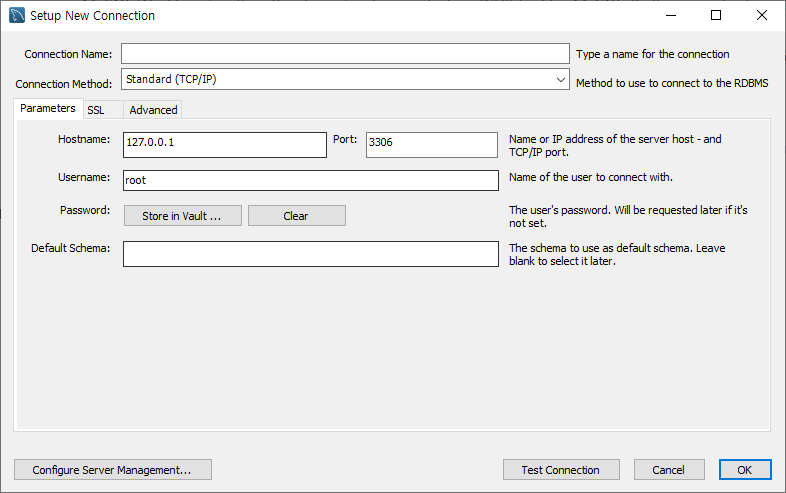 Setup New Connection
Connection Name:
Type a name for the connection
Connection Method:
Standard (TCP/IP)
Method to use to connect to the RDBMS
Parameters
SSL
Advanced
Hostname:
127.0.0.1
Port:
3306
Name or IP address of the server host - and
TCP/IP port.
Username:
root
Name of the user to connect with.
Password:
Store in Vault ...
Clear
The user's password. Will be requested later if it's
not set.
Default Schema:
The schema to use as default schema. Leave
blank to select it later.
Configure Server Management...
Test Connection
Cancel
OK